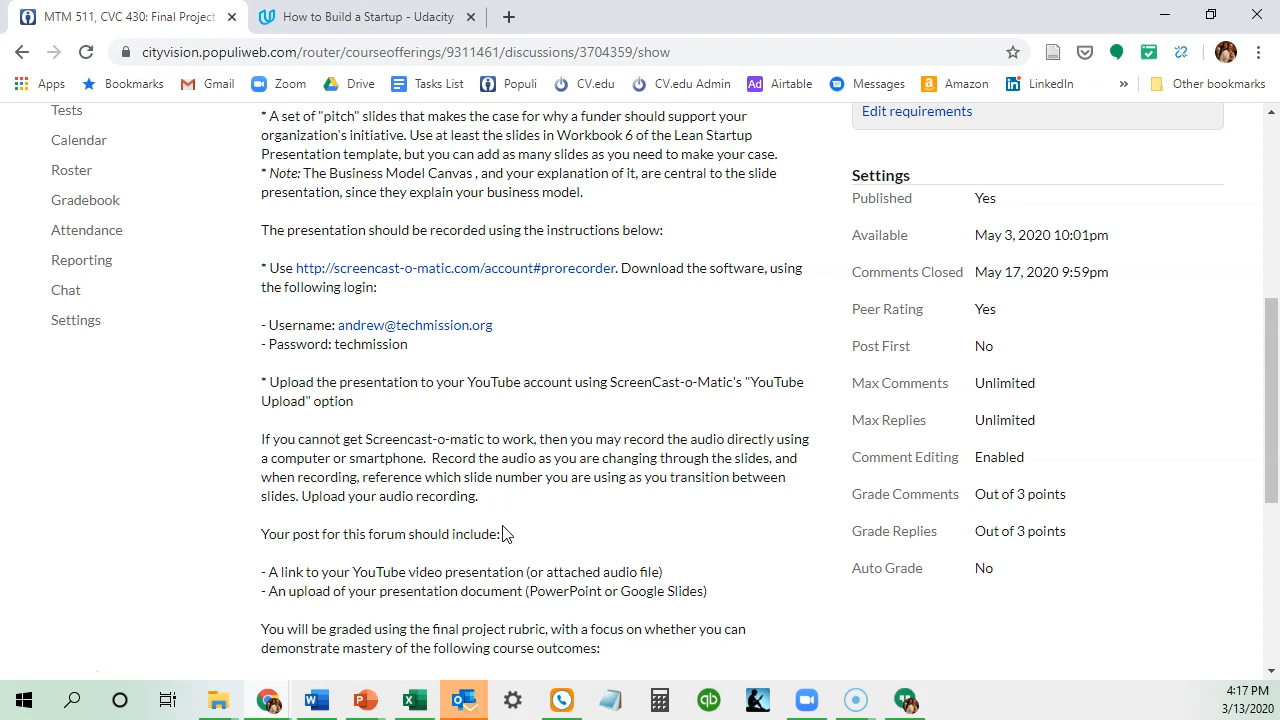 MTM 511, CVC 430: Final Project
How to Build a Startup - Udacity
cityvision.populiweb.com/router/courseofferings/9311461/discussions/3704359/show
Apps Bookmarks Gmail Zoom Drive Tasks List Populi CV.edu CV.edu Admin Ad Airtable Messages Amazon LinkedIn » Other bookmarks
Tests
Calendar
Roster
Gradebook
Attendance
Reporting
Chat
Settings
* A set of "pitch" slides that makes the case for why a funder should support your
organization's initiative. Use at least the slides in Workbook 6 of the Lean Startup
Presentation template, but you can add as many slides as you need to make your case.
* Note: The Business Model Canvas , and your explanation of it, are central to the slide
presentation, since they explain your business model.
The presentation should be recorded using the instructions below:
* Use http://screencast-o-matic.com/account#prorecorder. Download the software, using
the following login:
- Username: andrew@techmission.org
- Password: techmission
* Upload the presentation to your YouTube account using ScreenCast-o-Matic's "YouTube
Upload" option
If you cannot get Screencast-o-matic to work, then you may record the audio directly using
a computer or smartphone. Record the audio as you are changing through the slides, and
when recording, reference which slide number you are using as you transition between
slides. Upload your audio recording.
Your post for this forum should include:
- A link to your YouTube video presentation (or attached audio file)
- An upload of your presentation document (PowerPoint or Google Slides)
You will be graded using the final project rubric, with a focus on whether you can
demonstrate mastery of the following course outcomes:
Edit requirements
Settings
Published Yes
Available May 3, 2020 10:01pm
Comments Closed May 17, 2020 9:59pm
Peer Rating Yes
Post First No
Max Comments Unlimited
Max Replies Unlimited
Comment Editing Enabled
Grade Comments Out of 3 points
Grade Replies Out of 3 points
Auto Grade No
4:17 PM
3/13/2020